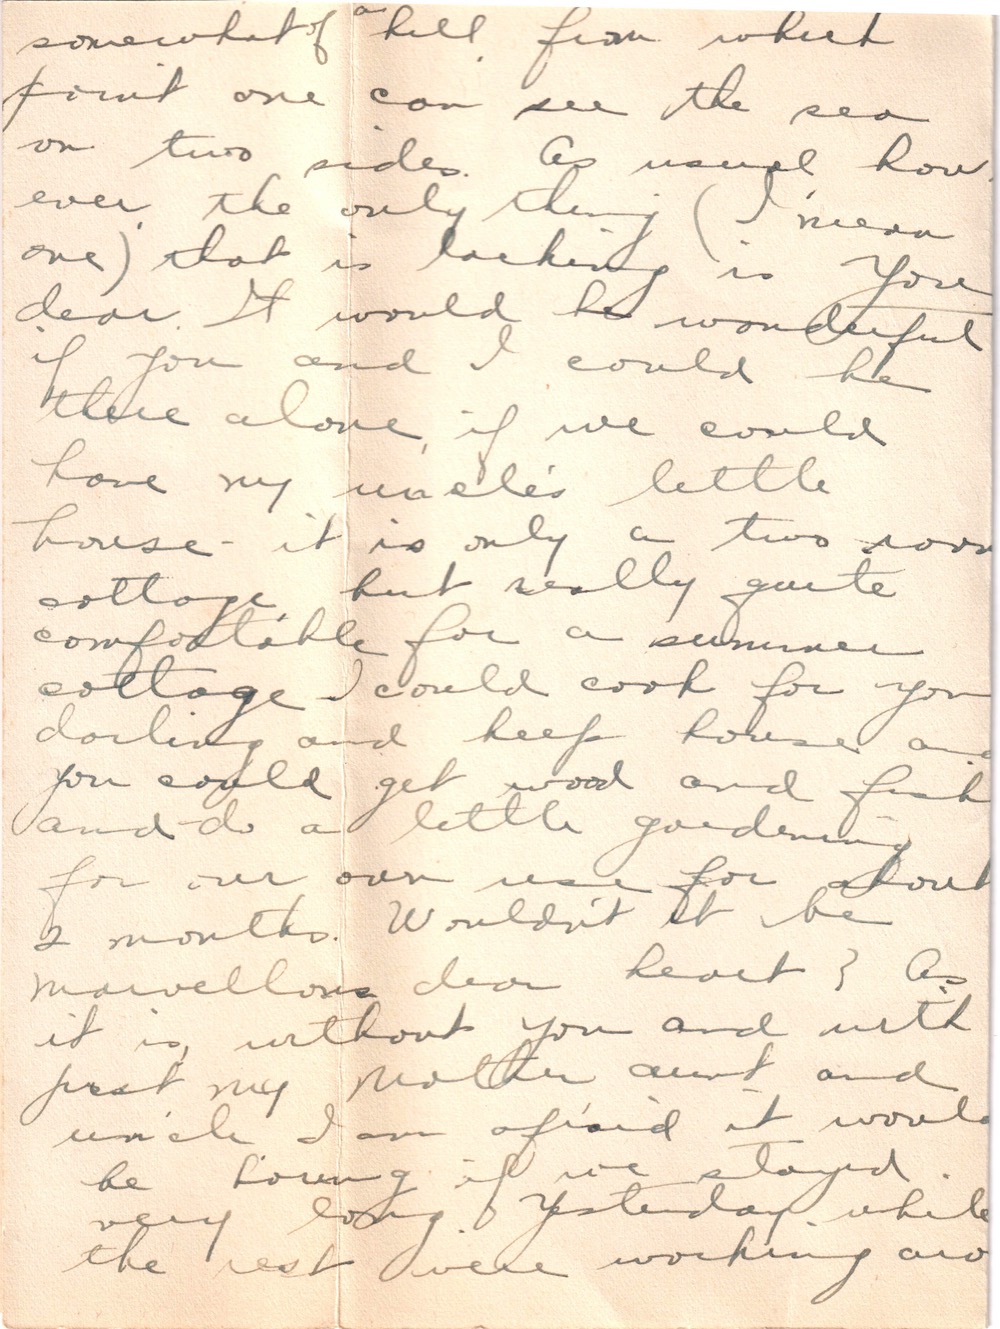 somewhat of a hill from which
point one can see the sea
on two sides. As usual how-
ever, the only thing (I mean
one) that is lacking is You
dear. It would be wonderful
if you and I could be
there alone, if we could
have my uncle's little
house - it is only a two room
cottage, but really quite
comfortable for a summer
cottage I could cook for you
darling and keep house and
you could get wood and fish
and do a little gardening
for our own use for about
2 months. Wouldn't it be
marvellous dear heart? As
it is, without you and with
just my Mother aunt and
uncle I am afraid it would
be boring if we stayed
very long. Yesterday while
the rest were working aro